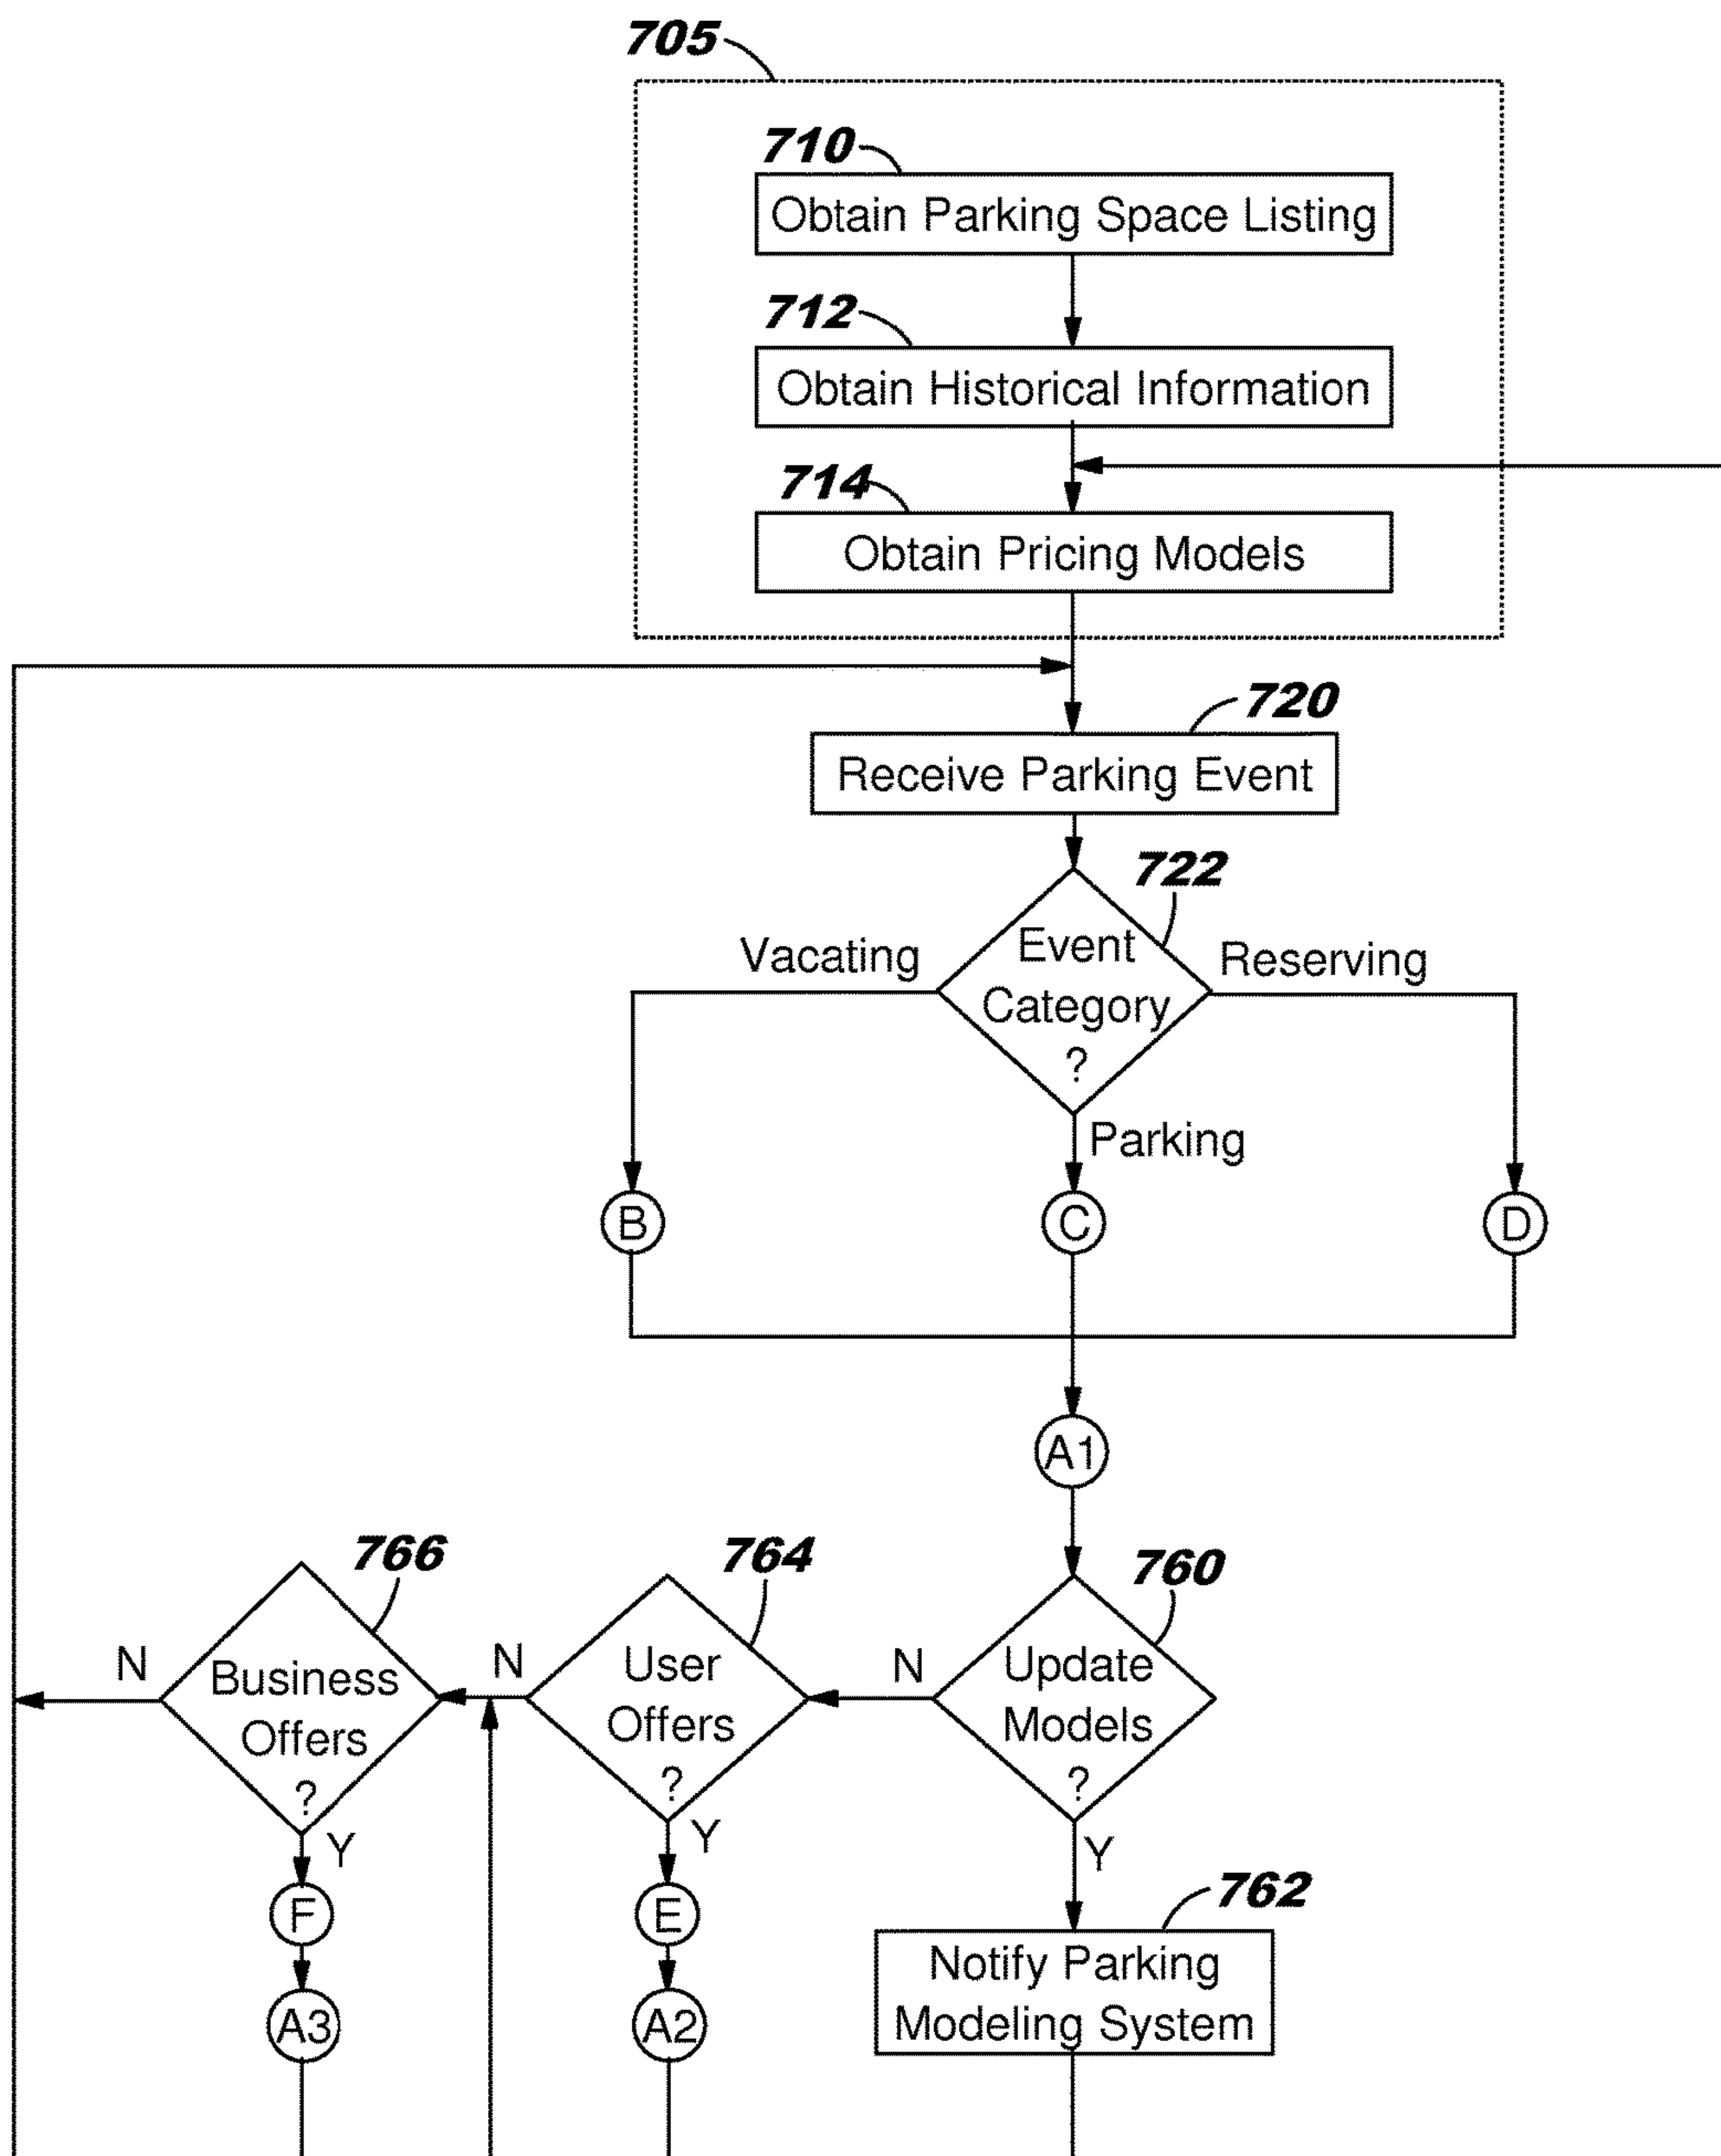 705
710
Obtain Parking Space Listing
712
Obtain Historical Information
714
Obtain Pricing Models
720
Receive Parking Event
722
Event
Category
?
Vacating
Reserving
Parking
B
C
D
A1
766
764
760
N
Business
Offers
?
N
User
Offers
?
N
Update
Models
?
Y
Y
Y
762
F
E
Notify Parking
Modeling System
A3
A2